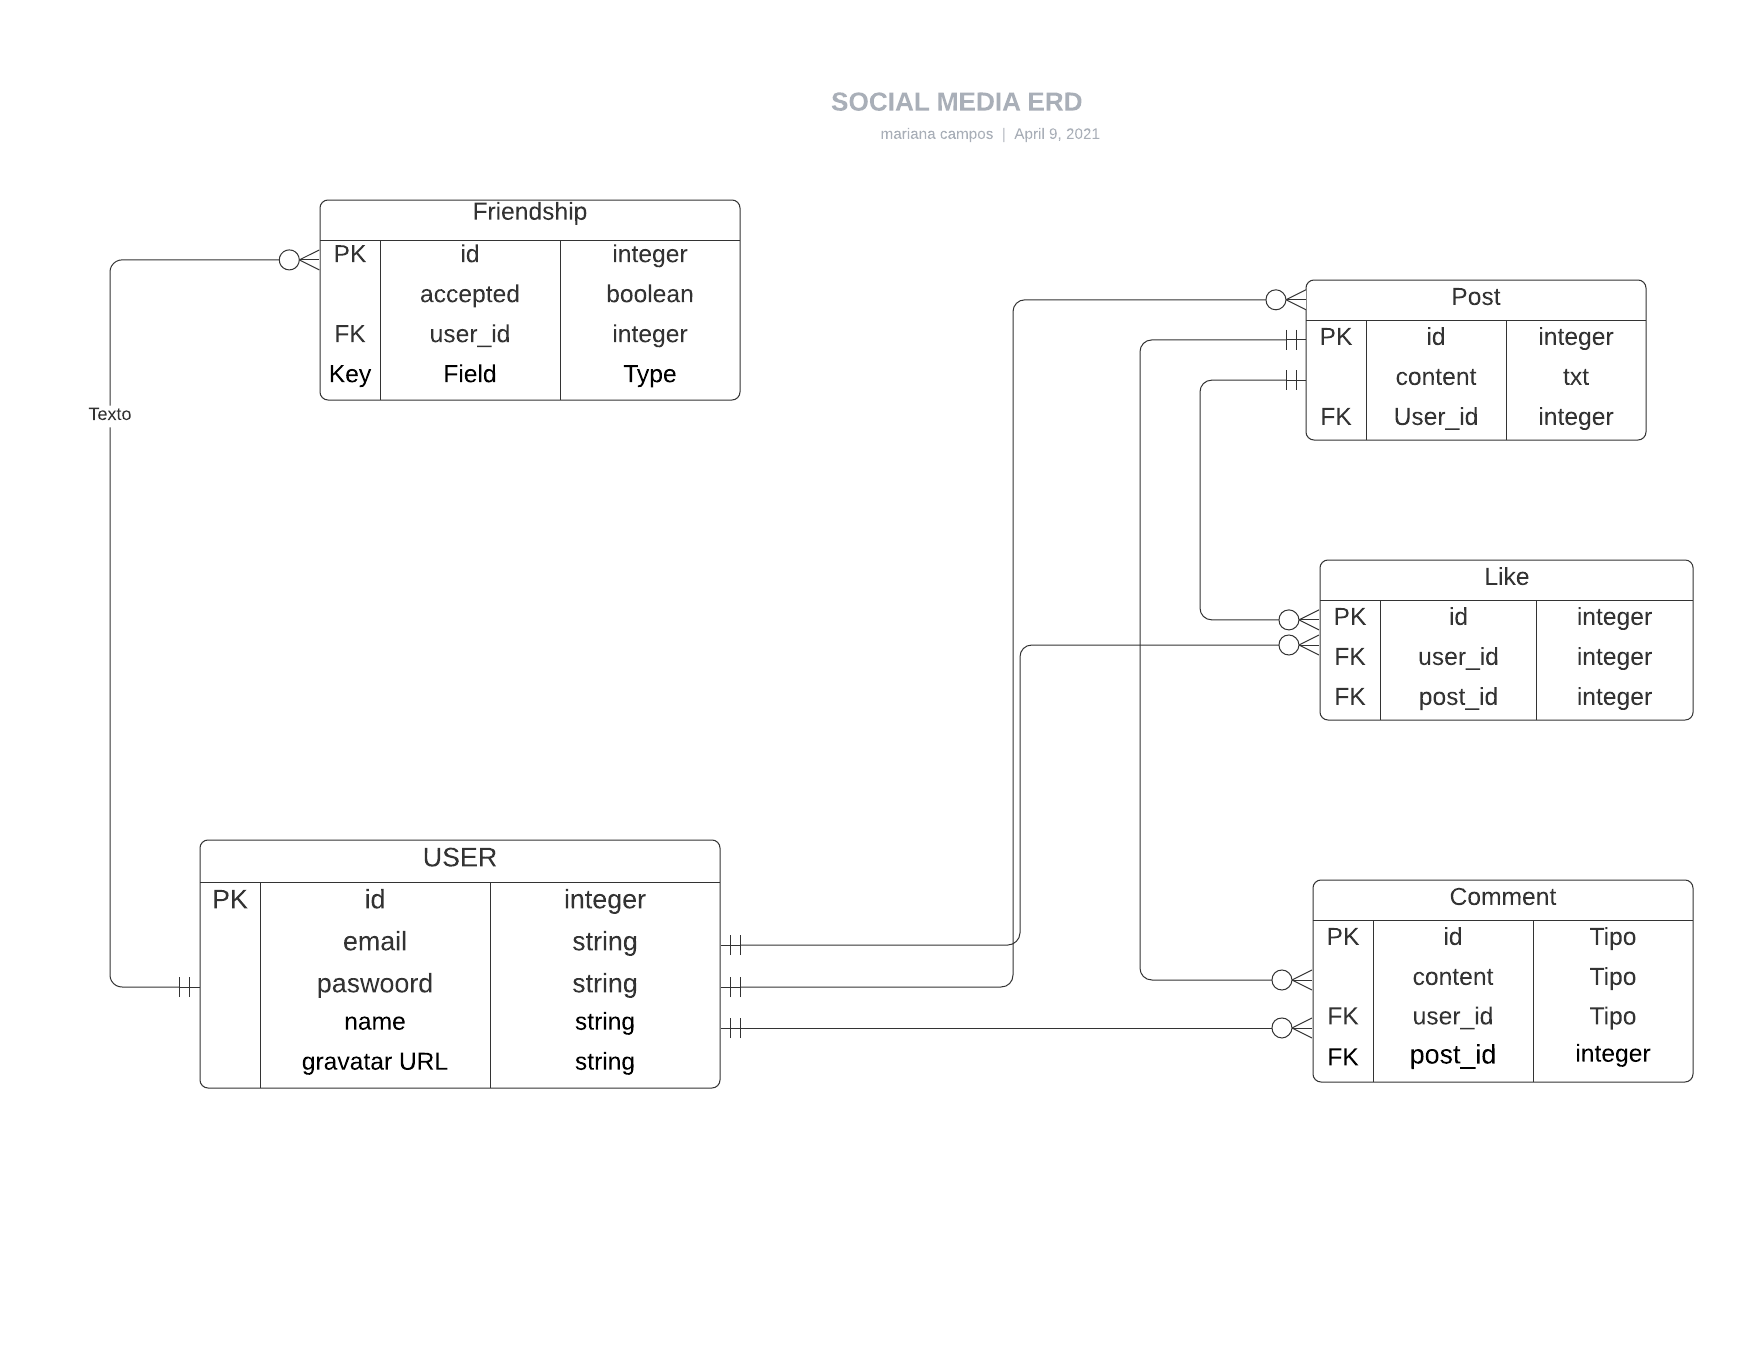 SOCIAL MEDIA ERD
mariana campos | April 9, 2021
Friendship
PK id integer
accepted boolean
FK user_id integer
Key Field Type
Texto
Post
PK id integer
content txt
FK User_id integer
Like
PK id integer
FK user_id integer
FK post_id integer
USER
PK id integer
email string
paswoord string
name string
gravatar URL string
Comment
PK id Tipo
content Tipo
FK user_id Tipo
FK post_id integer